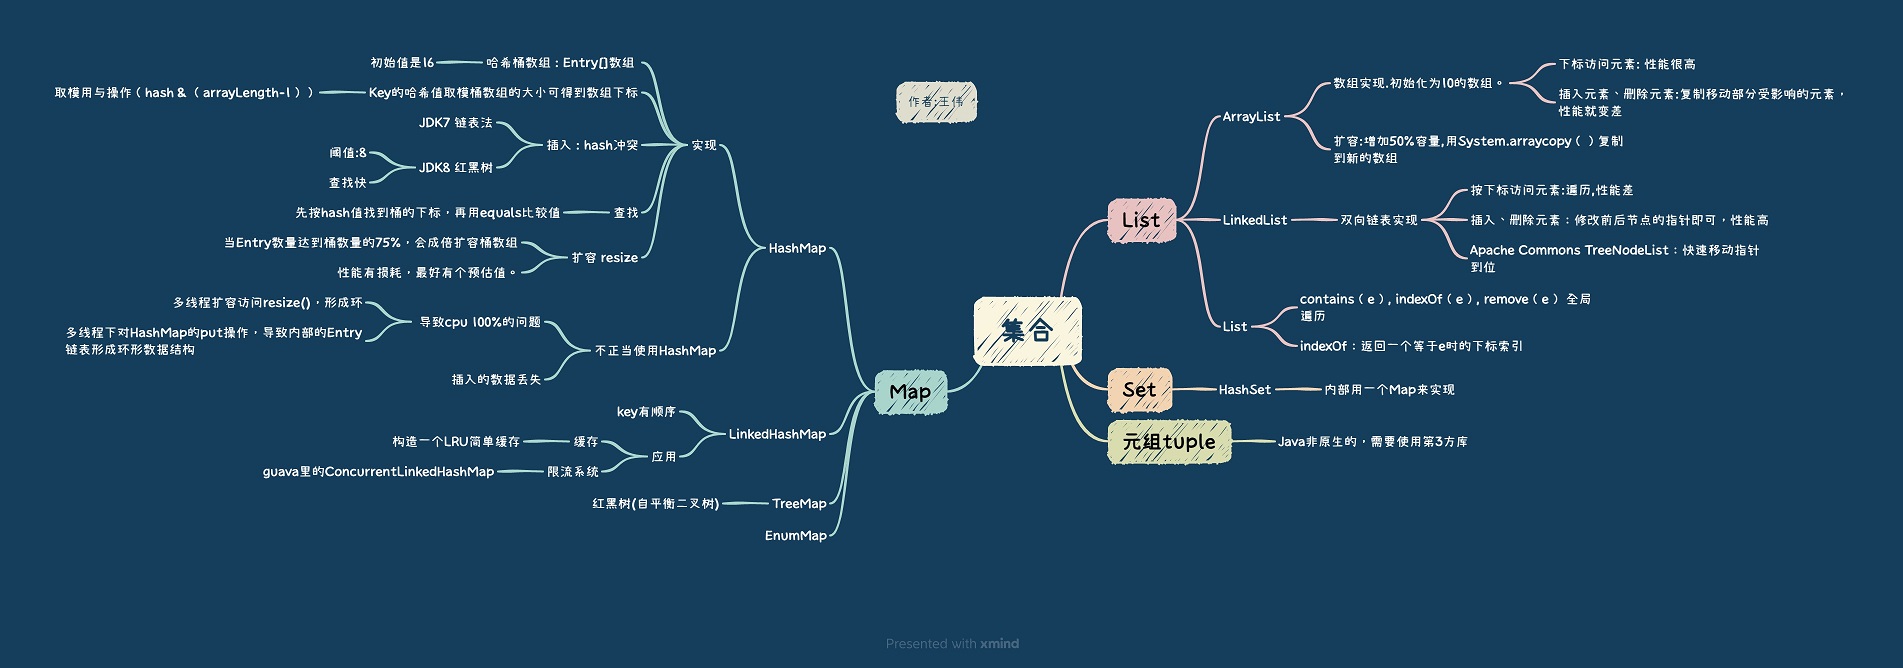 作者:王伟
集合
List
ArrayList
数组实现,初始化为10的数组。
下标访问元素: 性能很高
插入元素、删除元素:复制移动部分受影响的元素，
性能就变差
扩容:增加50%容量,用System.arraycopy（ ）复制
到新的数组
LinkedList
双向链表实现
按下标访问元素:遍历,性能差
插入、删除元素：修改前后节点的指针即可，性能高
Apache Commons TreeNodeList：快速移动指针
到位
List
contains（e）, indexOf（e）, remove（e） 全局
遍历
indexOf：返回一个等于e时的下标索引
Set
HashSet
内部用一个Map来实现
元组tuple
Java非原生的，需要使用第3方库
Map
HashMap
实现
哈希桶数组：Entry[]数组
初始值是16
Key的哈希值取模桶数组的大小可得到数组下标
取模用与操作（hash &（arrayLength-1））
插入：hash冲突
JDK7 链表法
JDK8 红黑树
阈值:8
查找快
查找
先按hash值找到桶的下标，再用equals比较值
扩容 resize
当Entry数量达到桶数量的75%，会成倍扩容桶数组
性能有损耗，最好有个预估值。
不正当使用HashMap
导致cpu 100%的问题
多线程扩容访问resize()，形成环
多线程下对HashMap的put操作，导致内部的Entry
链表形成环形数据结构
插入的数据丢失
LinkedHashMap
key有顺序
应用
缓存
构造一个LRU简单缓存
限流系统
guava里的ConcurrentLinkedHashMap
TreeMap
红黑树(自平衡二叉树)
EnumMap
Presented with xmind